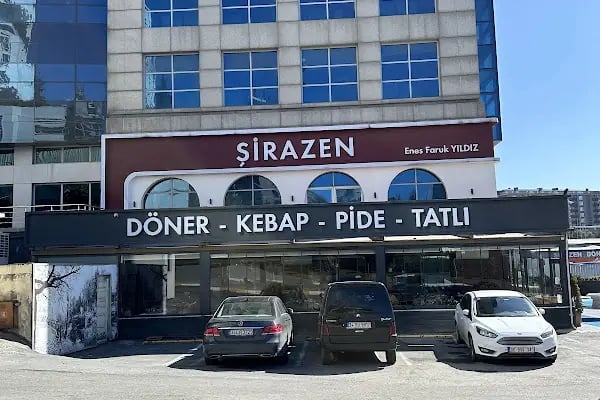 ŞİRAZEN
Enes Faruk YILDIZ
DÖNER - KEBAP - PİDE - TATLI